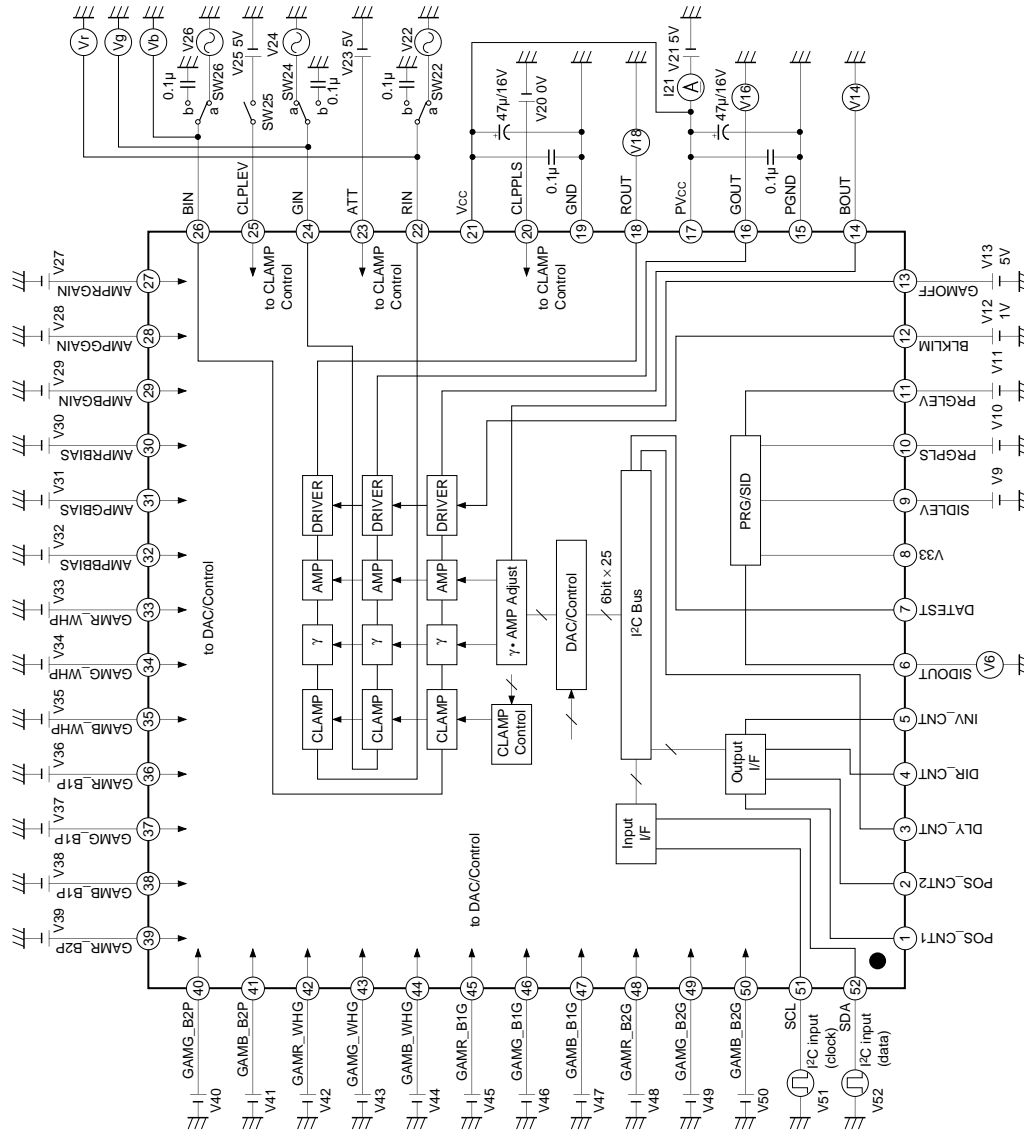 Vr
Vg
Vb
V26
0.1µ
b
a
SW26
V25 5V
SW25
V24
SW24
a
b
0.1µ
V23 5V
V22
0.1µ
b
a
SW22
47µ/16V
+
V20 0V
0.1µ
V18
I21
V21 5V
A
V16
47µ/16V
+
0.1µ
V14
BIN
CLPLEV
GIN
ATT
RIN
Vcc
CLPPLS
GND
ROUT
PVcc
GOUT
PGND
BOUT
26
25
24
23
22
21
20
19
18
17
16
15
14
to CLAMP
Control
to CLAMP
Control
to CLAMP
Control
V27
AMPRGAIN
27
V28
AMPGGAIN
28
V29
AMPBGAIN
29
V30
AMPRBIAS
30
V31
AMPGBIAS
31
V32
AMPBBIAS
32
V33
GAMR_WHP
33
V34
GAMG_WHP
34
V35
GAMB_WHP
35
V36
GAMR_B1P
36
V37
GAMG_B1P
37
V38
GAMB_B1P
38
V39
GAMR_B2P
39
to DAC/Control
DRIVER
DRIVER
DRIVER
AMP
AMP
AMP
γ
γ
γ
CLAMP
CLAMP
CLAMP
γ• AMP Adjust
CLAMP
Control
DAC/Control
6bit × 25
I²C Bus
PRG/SID
Input
I/F
Output
I/F
to DAC/Control
13
GAMOFF
V13
5V
12
BLKLIM
V12
1V
11
PRGLEV
V11
10
PRGPLS
V10
9
SIDLEV
V9
8
V33
7
DATEST
6
SIDOUT
V6
5
INV_CNT
4
DIR_CNT
3
DLY_CNT
2
POS_CNT2
1
POS_CNT1
40
41
42
43
44
45
46
47
48
49
50
51
52
GAMG_B2P
GAMB_B2P
GAMR_WHG
GAMG_WHG
GAMB_WHG
GAMR_B1G
GAMG_B1G
GAMB_B1G
GAMR_B2G
GAMG_B2G
GAMB_B2G
SCL
I²C input
(clock)
SDA
I²C input
(data)
V40
V41
V42
V43
V44
V45
V46
V47
V48
V49
V50
V51
V52